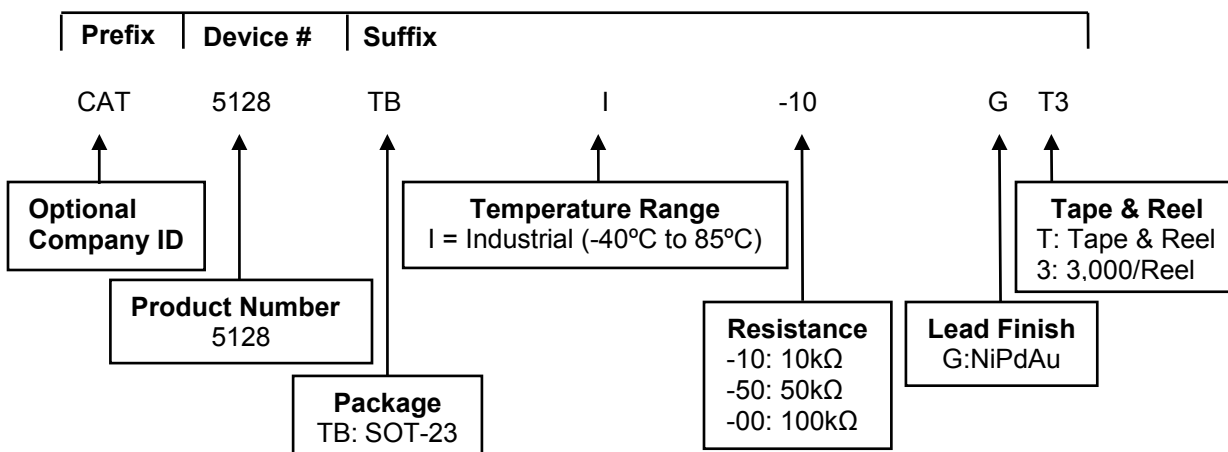 Prefix Device # Suffix
CAT 5128 TB I -10 G T3
Optional
Company ID
Product Number
5128
Package
TB: SOT-23
Temperature Range
I = Industrial (-40ºC to 85ºC)
Resistance
-10: 10kΩ
-50: 50kΩ
-00: 100kΩ
Lead Finish
G:NiPdAu
Tape & Reel
T: Tape & Reel
3: 3,000/Reel